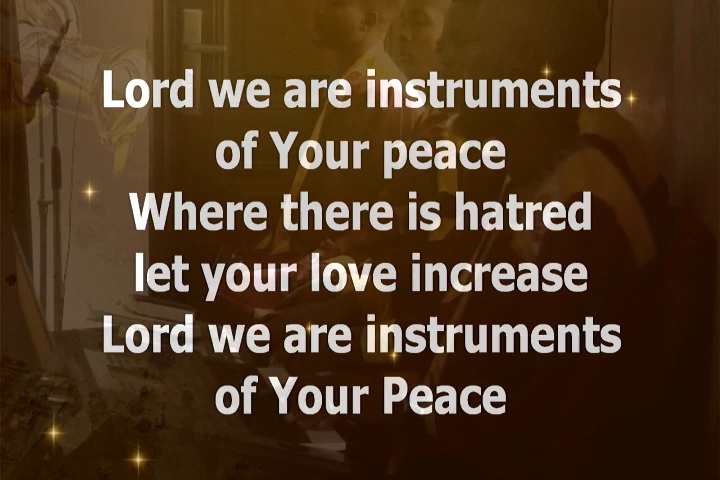 Lord we are instruments
of Your peace
Where there is hatred
let your love increase
Lord we are instruments
of Your Peace